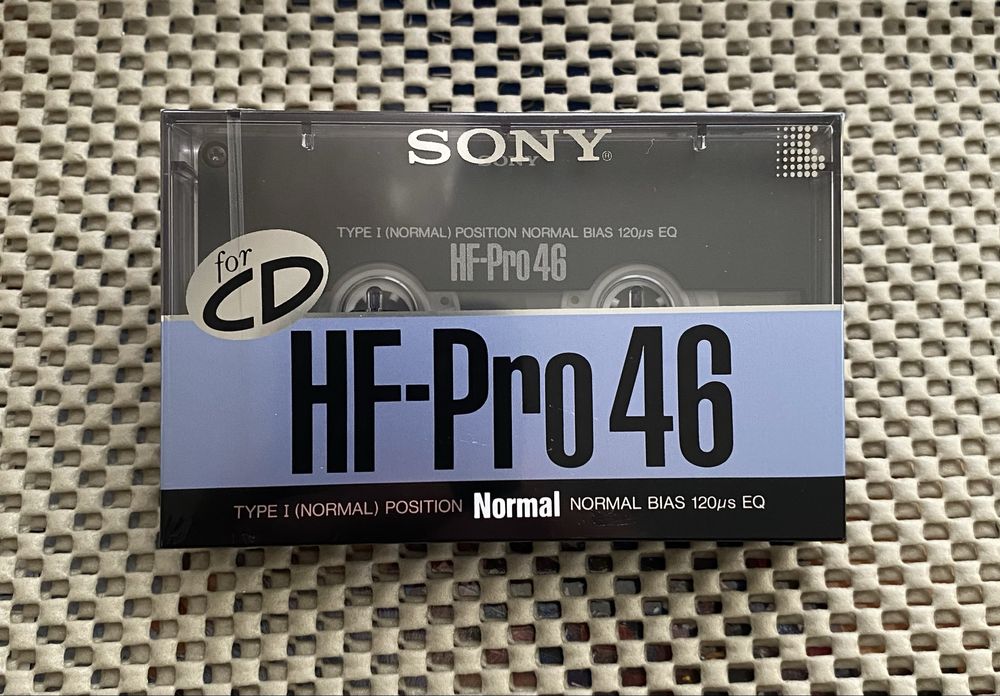 SONY
SONY
TYPE I (NORMAL) POSITION NORMAL BIAS 120µs EQ
HF-Pro 46
for
CD
HF-Pro 46
TYPE I (NORMAL) POSITION Normal NORMAL BIAS 120µs EQ